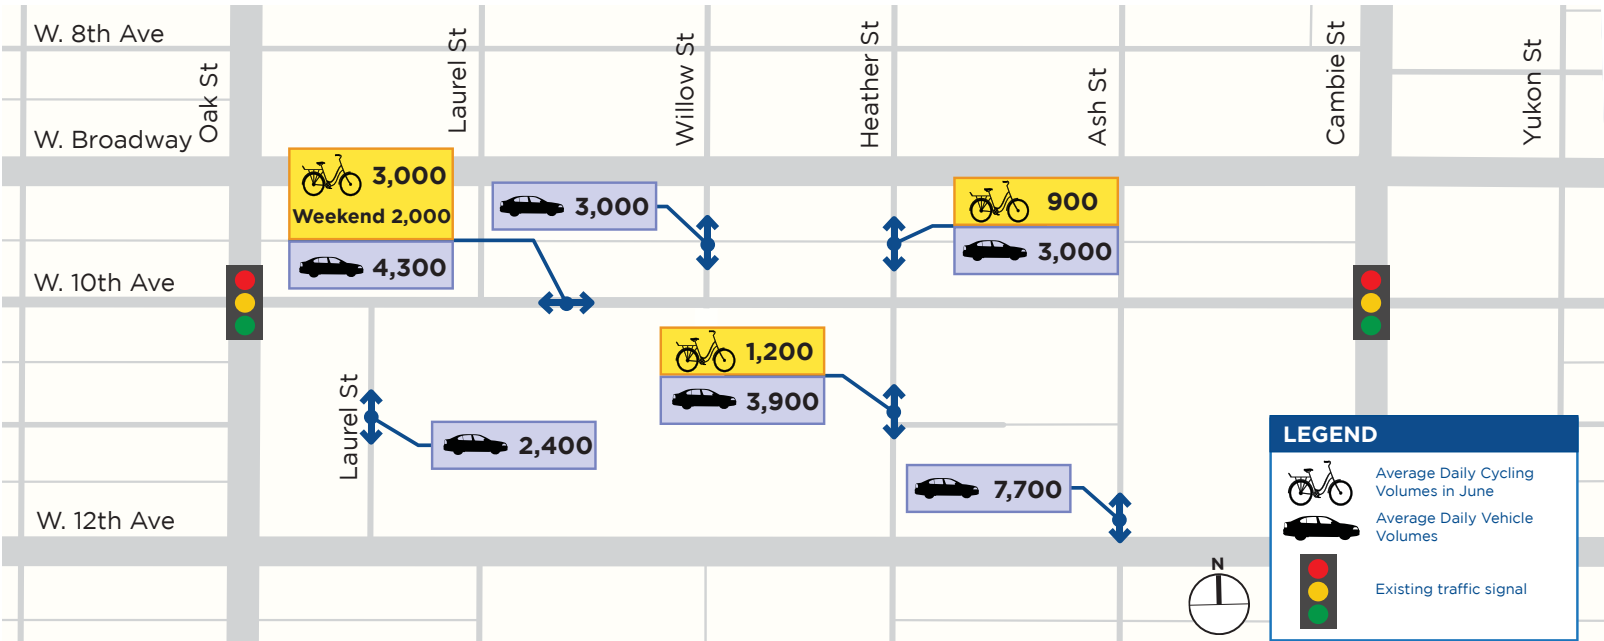 W. 8th Ave
Oak St
Laurel St
Willow St
Heather St
Ash St
Cambie St
Yukon St
W. Broadway
3,000
Weekend 2,000
4,300
3,000
900
3,000
W. 10th Ave
1,200
3,900
Laurel St
2,400
7,700
W. 12th Ave
N
LEGEND
Average Daily Cycling
Volumes in June
Average Daily Vehicle
Volumes
Existing traffic signal